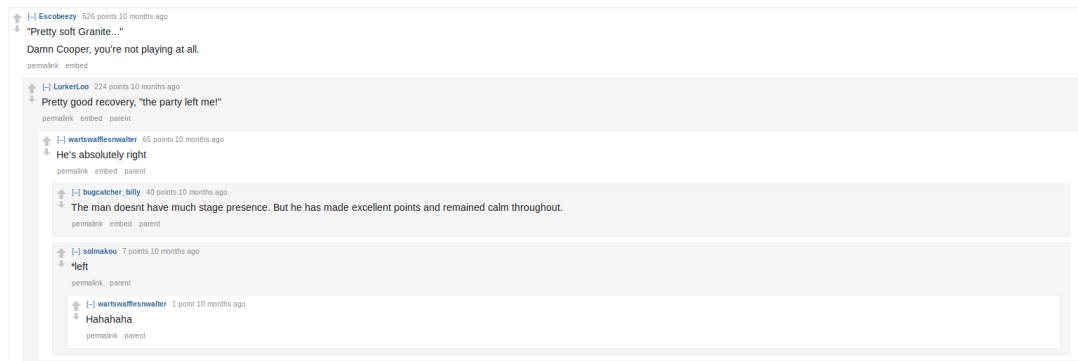 [–] Escobeezy 526 points 10 months ago
"Pretty soft Granite..."
Damn Cooper, you're not playing at all.
permalink embed
[–] LurkerLoo 224 points 10 months ago
Pretty good recovery, "the party left me!"
permalink embed parent
[–] wartswafflesnwalter 65 points 10 months ago
He's absolutely right
permalink embed parent
[–] bugcatcher_billy 40 points 10 months ago
The man doesnt have much stage presence. But he has made excellent points and remained calm throughout.
permalink embed parent
[–] solmakou 7 points 10 months ago
*left
permalink parent
[–] wartswafflesnwalter 1 point 10 months ago
Hahahaha
permalink parent